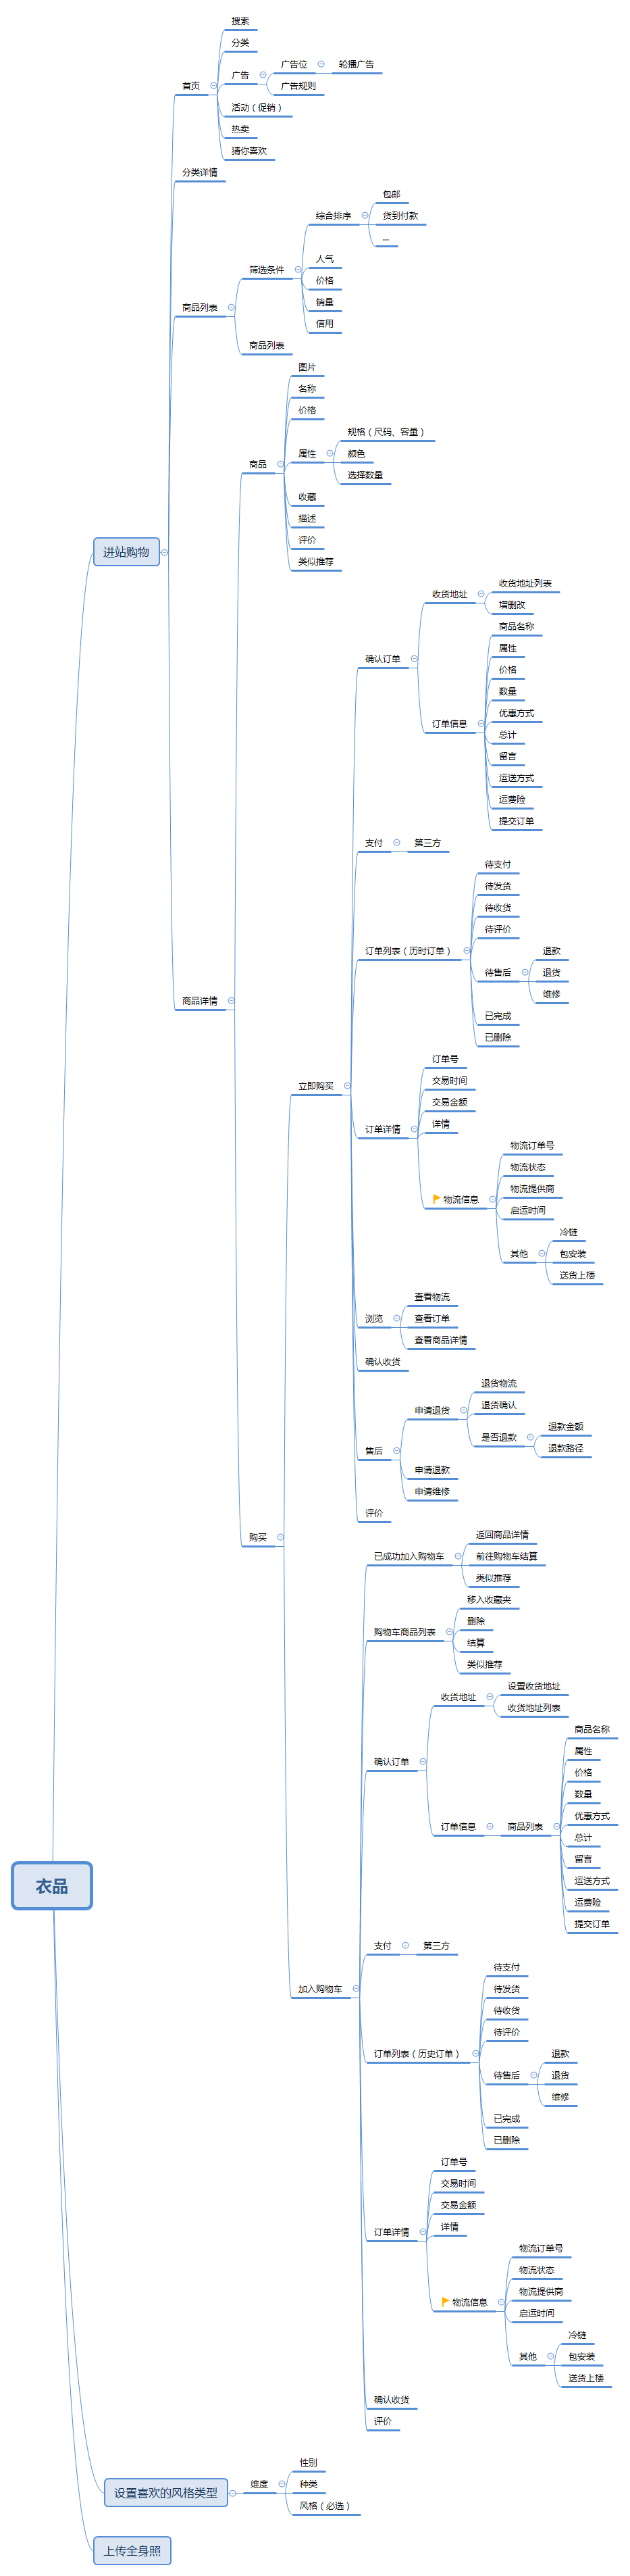 搜素
分类
广告位
轮播广告
广告
首页
广告规则
活动（促销）
热卖
猜你喜欢
分类详情
包邮
综合排序
货到付款
...
人气
筛选条件
价格
销量
商品列表
信用
商品列表
图片
名称
价格
规格（尺码、容量）
属性
颜色
商品
选择数量
收藏
描述
评价
进站购物
类似推荐
收货地址列表
收货地址
增删改
商品名称
属性
确认订单
价格
数量
优惠方式
订单信息
总计
留言
运送方式
运费险
提交订单
支付
第三方
待支付
待发货
待收货
待评价
订单列表（历时订单）
退款
待售后
退货
维修
商品详情
已完成
已删除
订单号
交易时间
立即购买
交易金额
详情
订单详情
物流订单号
物流状态
物流提供商
物流信息
启运时间
冷链
其他
包安装
送货上楼
查看物流
浏览
查看订单
查看商品详情
确认收货
退货物流
退货确认
申请退货
退款金额
是否退款
退款路径
售后
申请退款
申请维修
评价
购买
返回商品详情
已成功加入购物车
前往购物车结算
类似推荐
移入收藏夹
删除
购物车商品列表
结算
类似推荐
设置收货地址
收货地址
收货地址列表
商品名称
属性
确认订单
价格
数量
优惠方式
订单信息
商品列表
总计
留言
运送方式
衣品
运费险
提交订单
支付
第三方
待支付
加入购物车
待发货
待收货
待评价
订单列表（历史订单）
退款
待售后
退货
维修
已完成
已删除
订单号
交易时间
交易金额
详情
订单详情
物流订单号
物流状态
物流提供商
物流信息
启运时间
冷链
其他
包安装
送货上楼
确认收货
评价
性别
维度
种类
设置喜欢的风格类型
风格（必选）
上传全身照